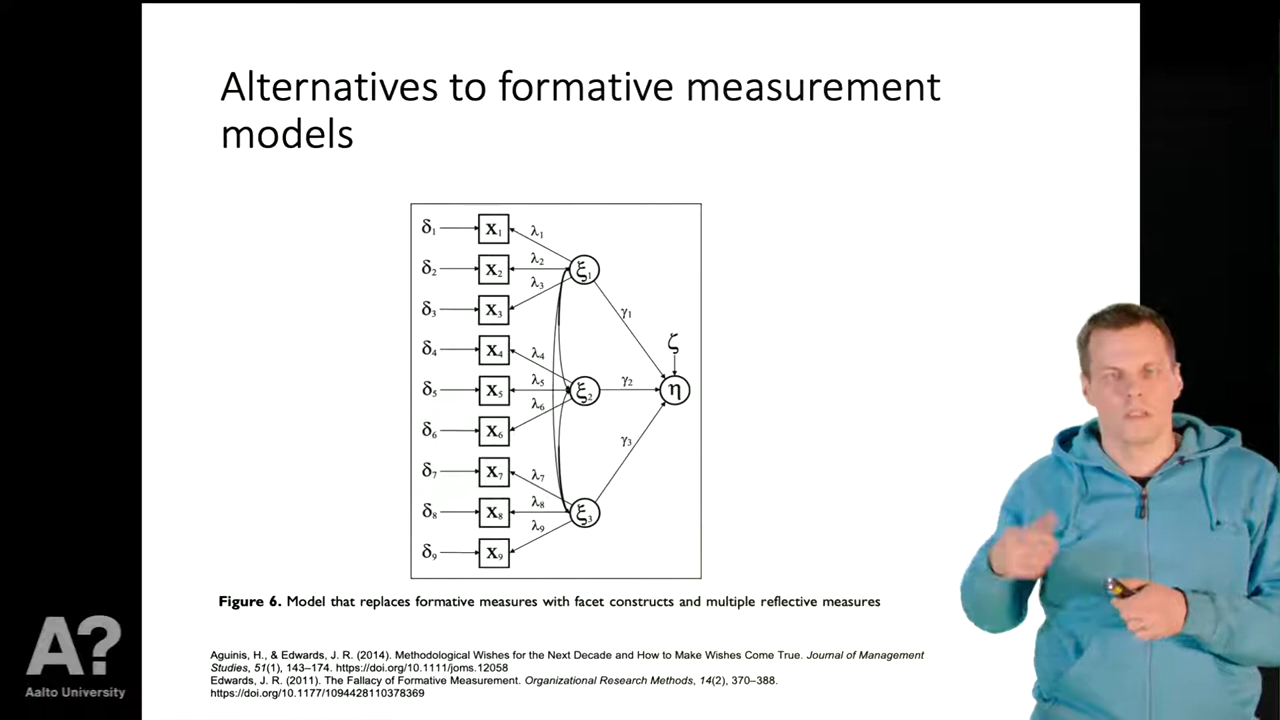 Alternatives to formative measurement
models
δ₁ X₁ λ₁
δ₂ X₂ λ₂ ξ₁
δ₃ X₃ λ₃
γ₁
δ₄ X₄ λ₄ ζ
δ₅ X₅ λ₅ ξ₂ γ₂ η
δ₆ X₆ λ₆
γ₃
δ₇ X₇ λ₇
δ₈ X₈ λ₈ ξ₃
δ₉ X₉ λ₉
Figure 6. Model that replaces formative measures with facet constructs and multiple reflective measures
Aguinis, H., & Edwards, J. R. (2014). Methodological Wishes for the Next Decade and How to Make Wishes Come True. Journal of Management
Studies, 51(1), 143–174. https://doi.org/10.1111/joms.12058
Edwards, J. R. (2011). The Fallacy of Formative Measurement. Organizational Research Methods, 14(2), 370–388.
https://doi.org/10.1177/1094428110378369
A?
Aalto University